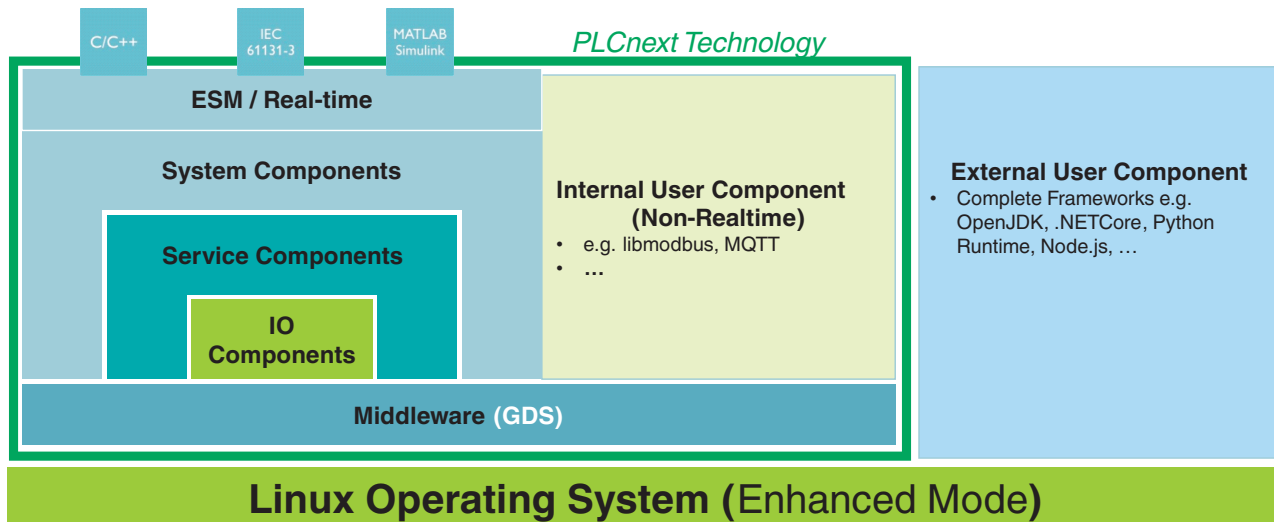 C/C++
IEC
61131-3
MATLAB
Simulink
PLCnext Technology
ESM / Real-time
System Components
Service Components
IO
Components
Internal User Component
(Non-Realtime)
• e.g. libmodbus, MQTT
• ...
Middleware (GDS)
External User Component
• Complete Frameworks e.g.
OpenJDK, .NETCore, Python
Runtime, Node.js, ...
Linux Operating System (Enhanced Mode)